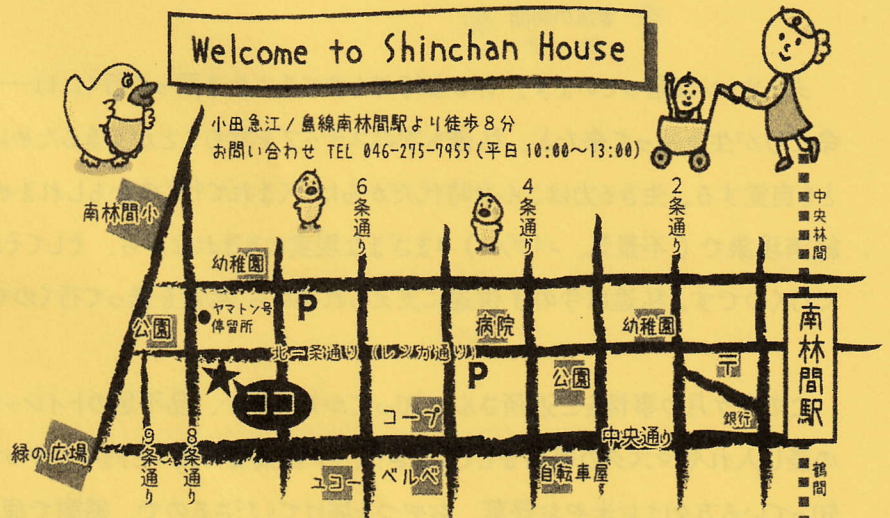 Welcome to Shinchan House
小田急江ノ島線南林間駅より徒歩8分
お問い合わせ TEL 046-275-7955(平日 10:00〜13:00)
南林間小
6条通り
4条通り
2条通り
中央林間
幼稚園
ヤマトン号
停留所
P
公園
病院
幼稚園
南林間駅
北一条通り(レンガ通り)
〒
P
公園
銀行
コープ
中央通り
緑の広場
9条通り
8条通り
ユコー
ベルベ
自転車屋
鶴間